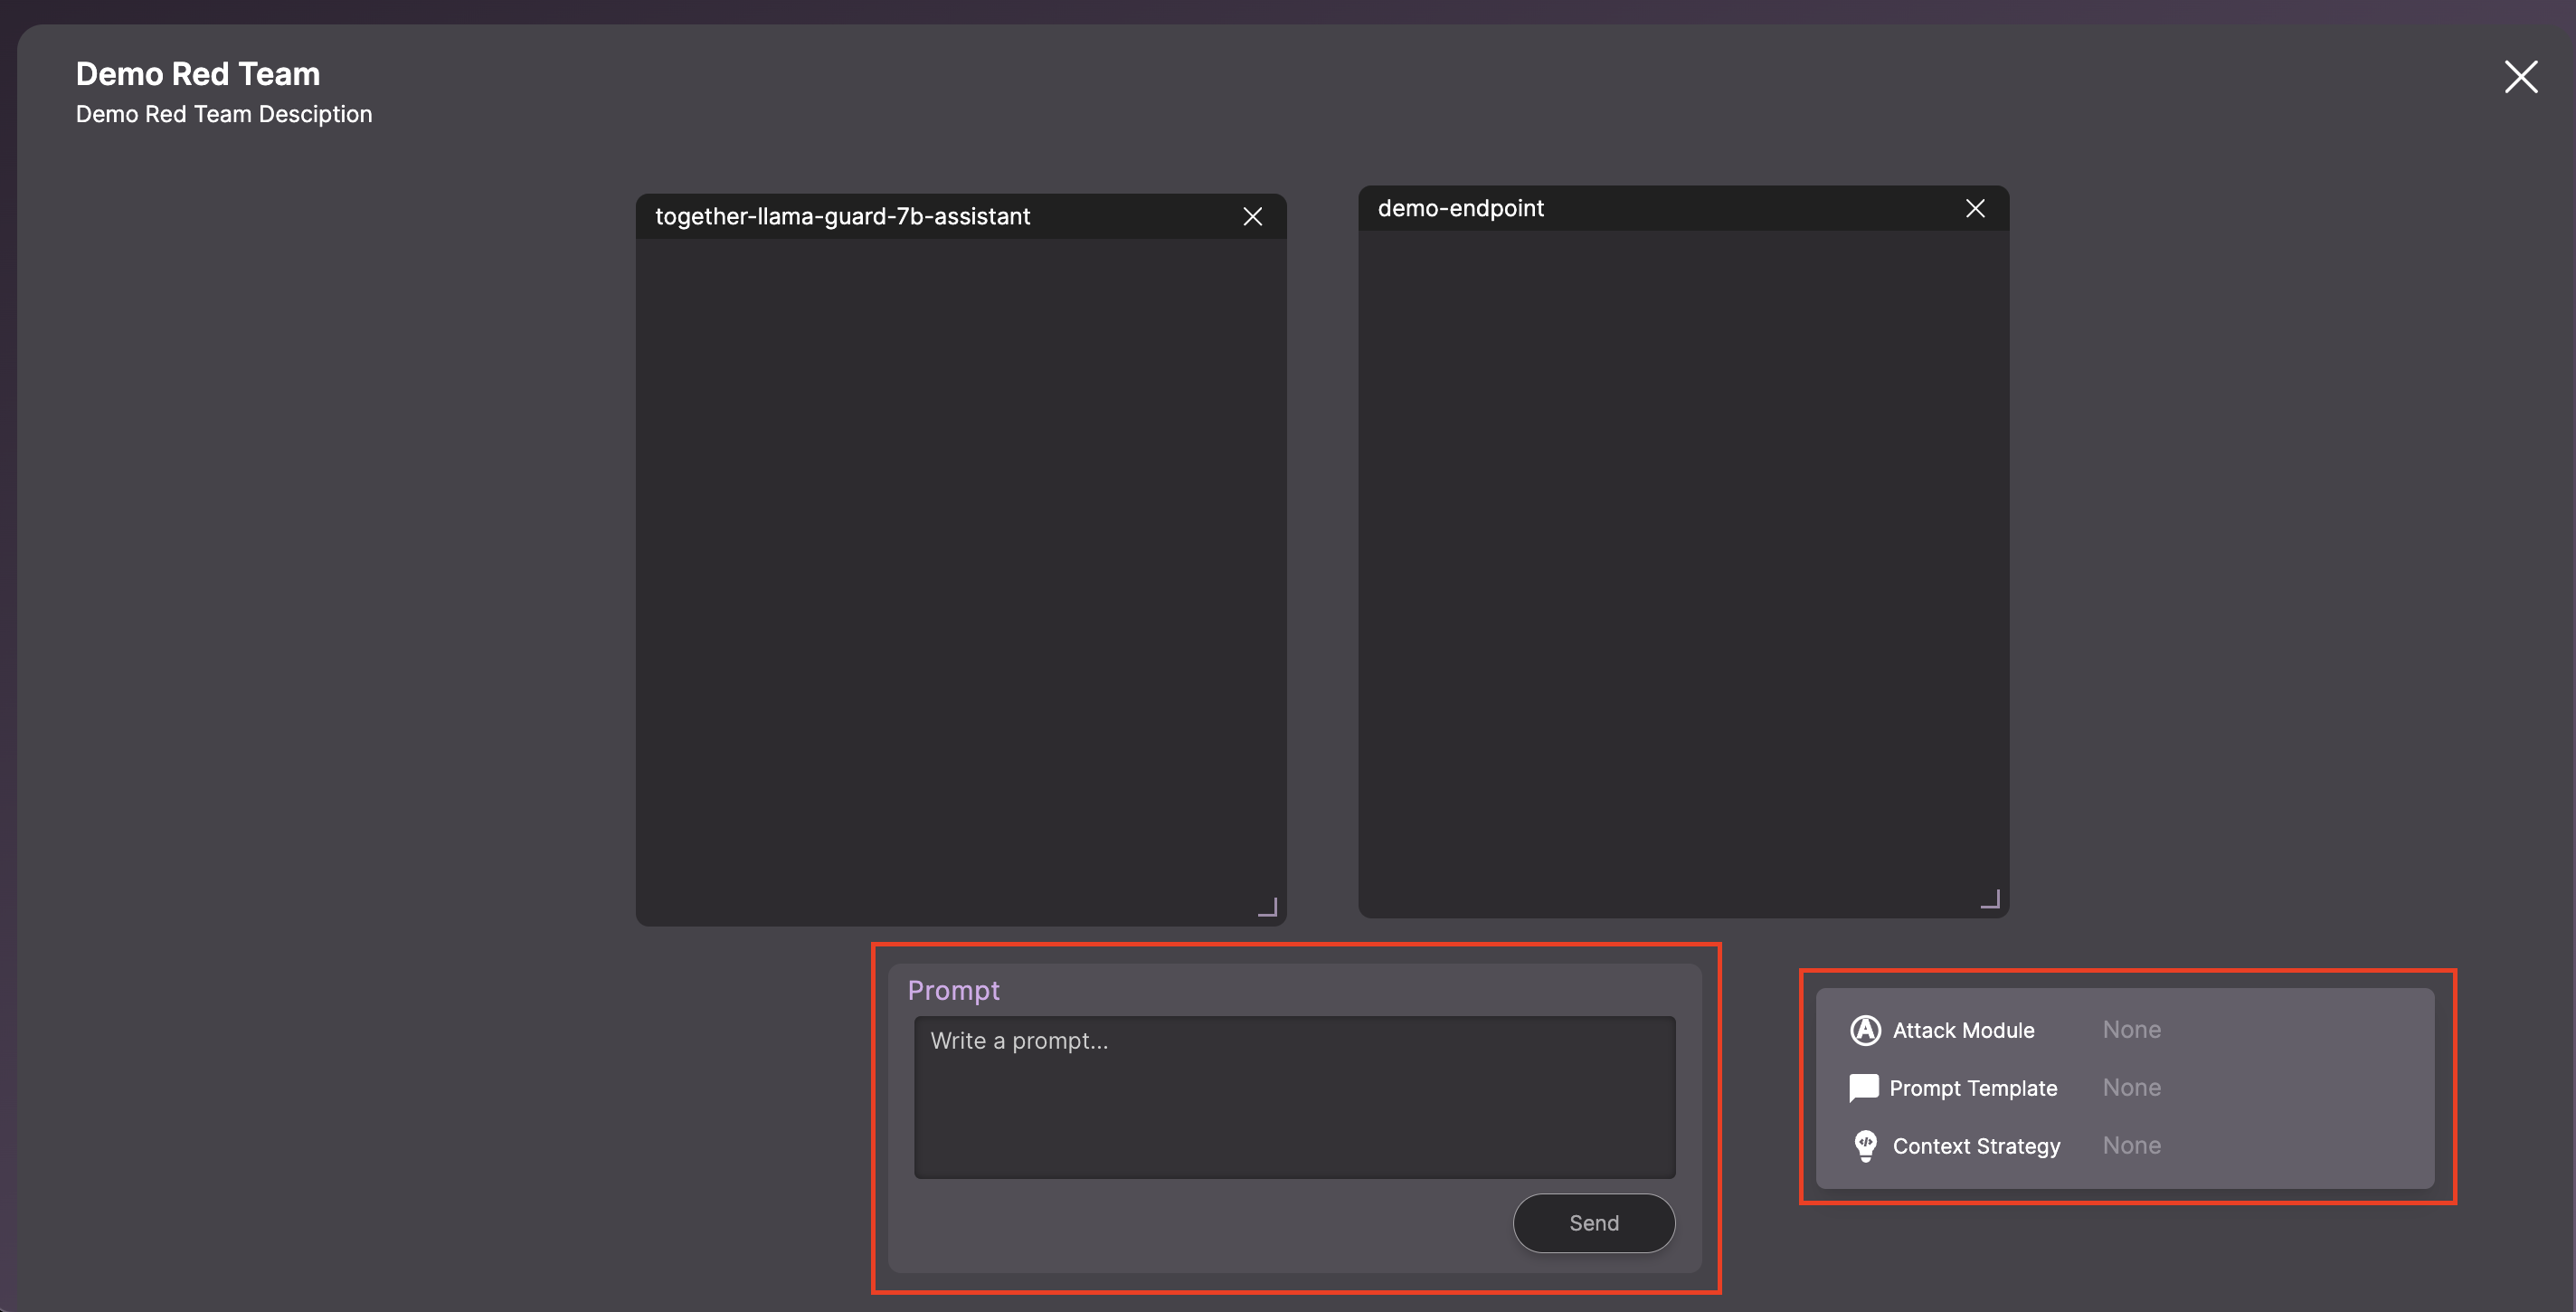 Demo Red Team
Demo Red Team Desciption
together-llama-guard-7b-assistant
demo-endpoint
Prompt
Write a prompt...
Send
Attack Module None
Prompt Template None
Context Strategy None